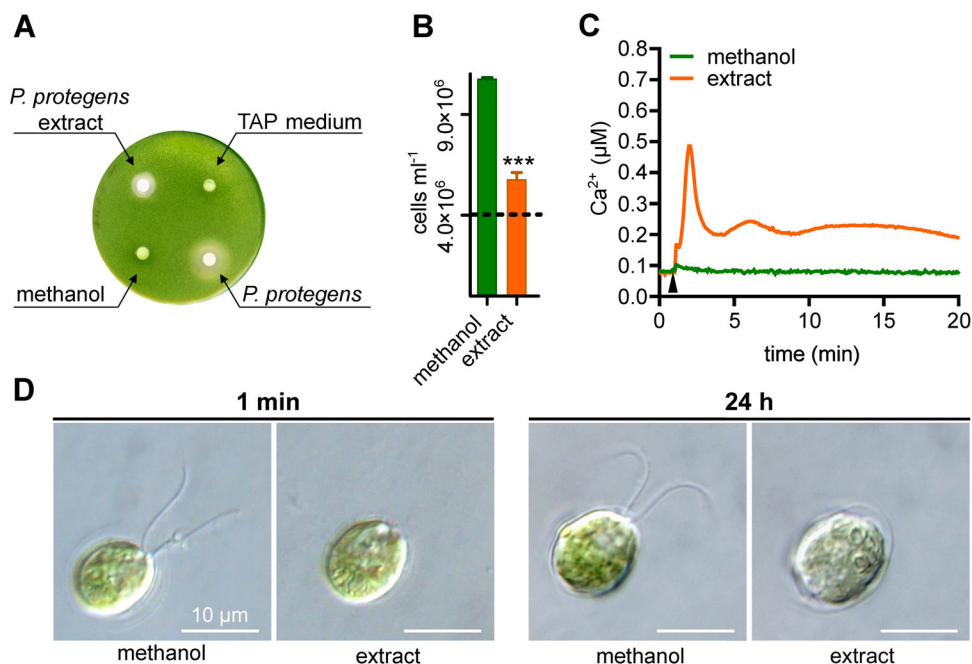 A
P. protegens
extract
TAP medium
methanol
P. protegens
B
cells ml⁻¹
9.0×10⁶
4.0×10⁶
***
methanol
extract
C
methanol
extract
Ca²⁺ (µM)
0.8
0.7
0.6
0.5
0.4
0.3
0.2
0.1
0.0
0
5
10
15
20
time (min)
D
1 min
24 h
10 µm
methanol
extract
methanol
extract